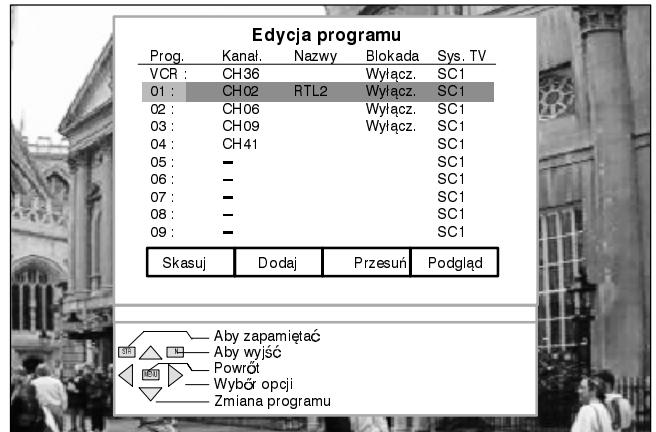 Edycja programu
Prog. Kanał. Nazwy Blokada Sys. TV
VCR : CH36 Wyłącz. SC1
01 : CH02 RTL2 SC1
02 : CH06 Wyłącz. SC1
03 : CH09 Wyłącz. SC1
04 : CH41 SC1
05 : – SC1
06 : – SC1
07 : – SC1
08 : – SC1
09 : – SC1
Skasuj Dodaj Przesuń Podgląd
Aby zapamiętać
STR N Aby wyjść
Powrót
MENU Wybór opcji
Zmiana programu